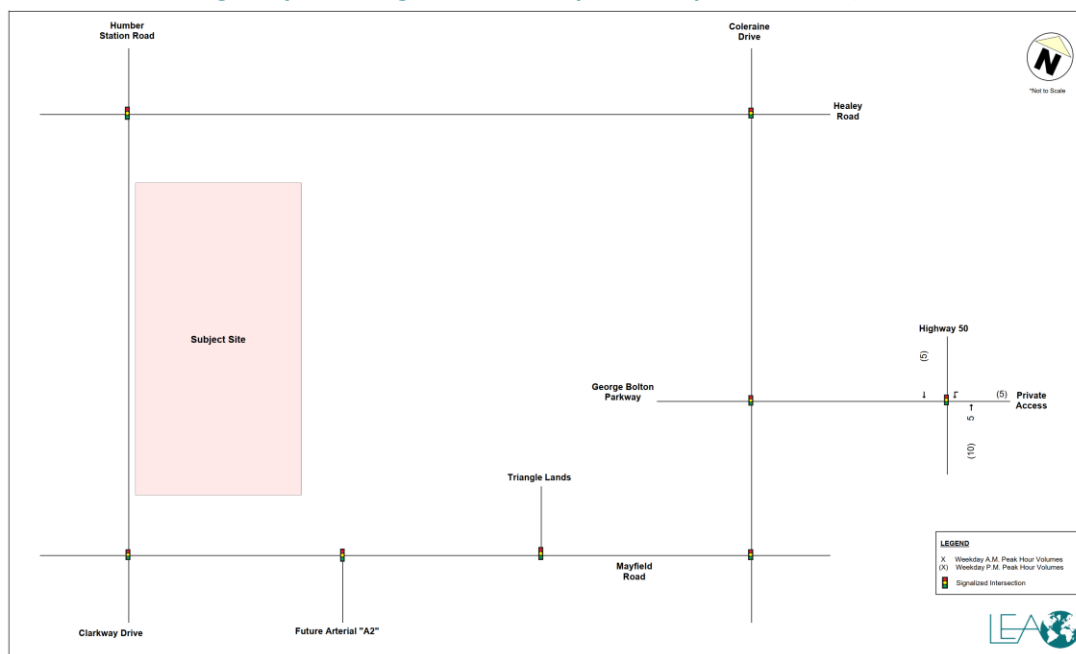 Humber
Station Road
Coleraine
Drive
N
*Not to Scale
Healey
Road
Subject Site
Highway 50
(5)
George Bolton
Parkway
(5)
Private
Access
5
(10)
Triangle Lands
Mayfield
Road
Clarkway Drive
Future Arterial "A2"
LEGEND
X Weekday A.M. Peak Hour Volumes
(X) Weekday P.M. Peak Hour Volumes
Signalized Intersection
LEA